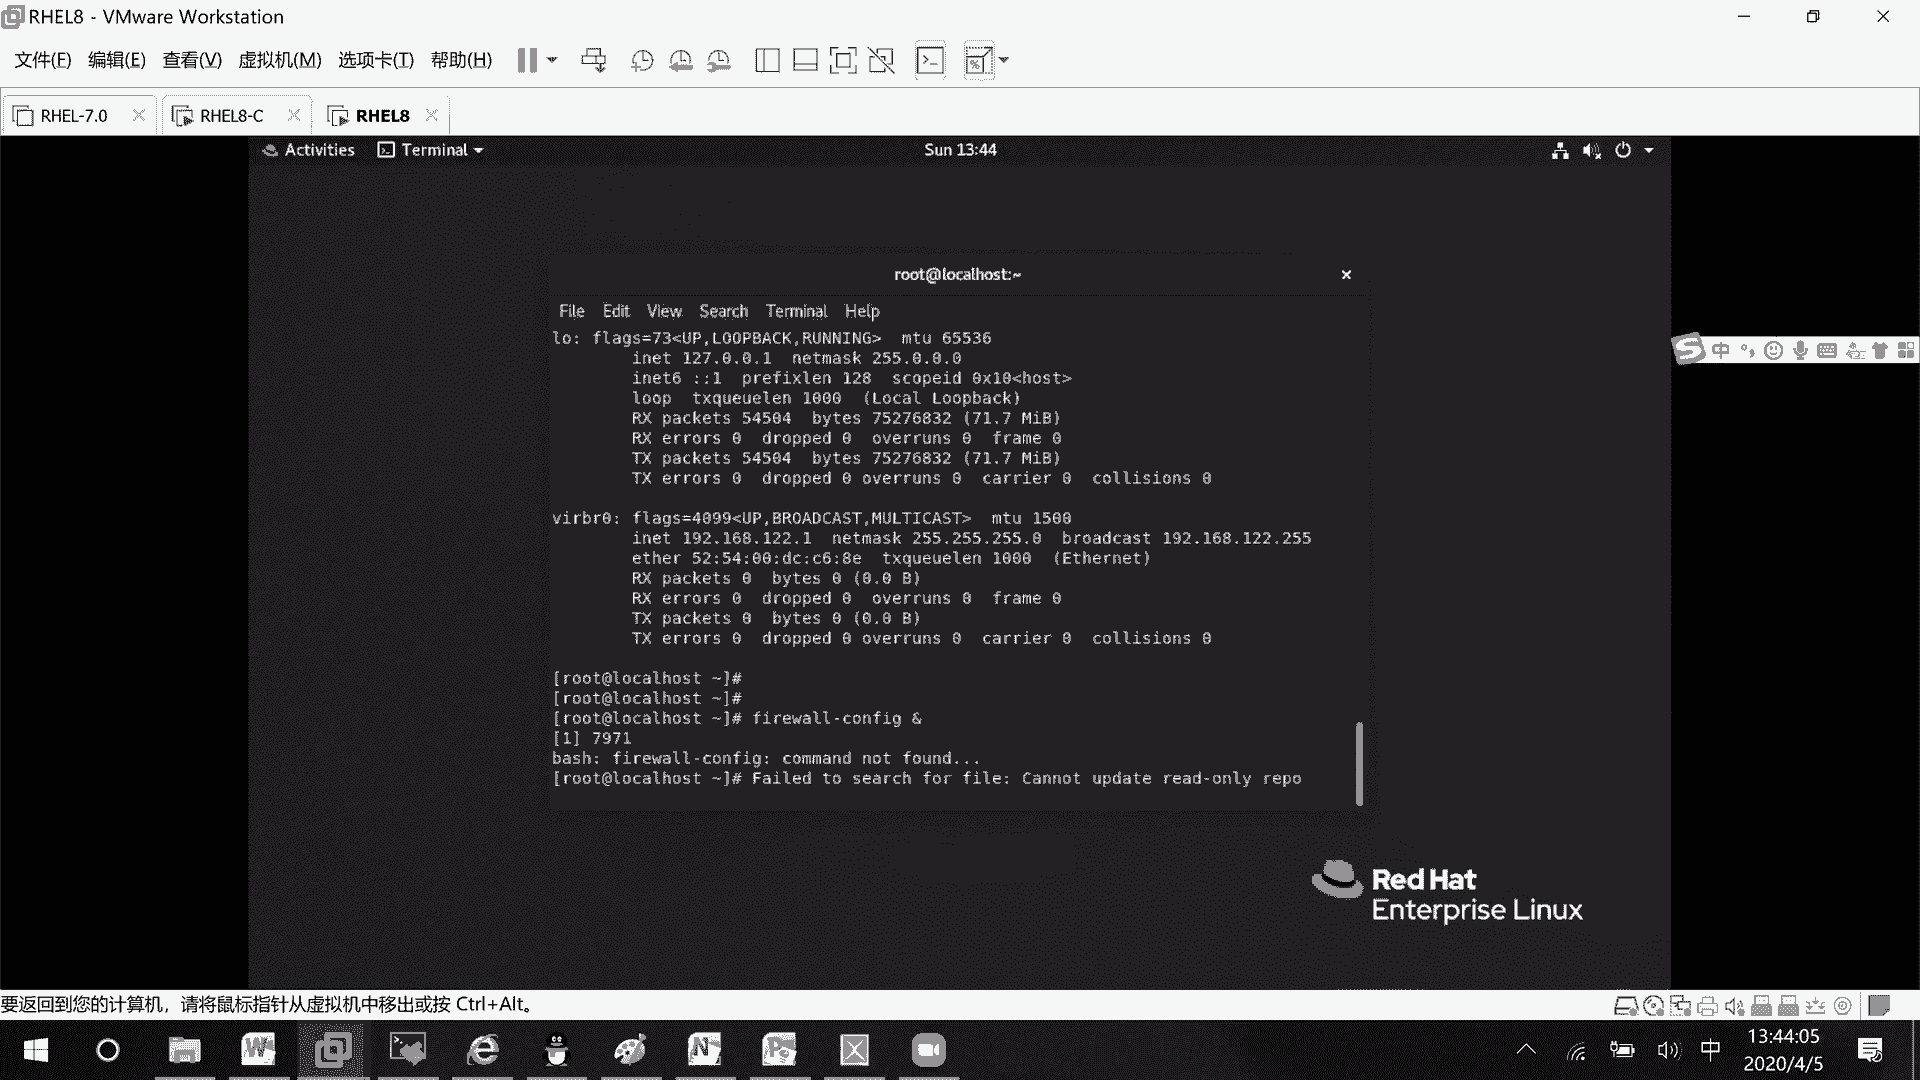 RHEL8 - VMware Workstation
文件(F) 编辑(E) 查看(V) 虚拟机(M) 选项卡(T) 帮助(H)
RHEL-7.0 RHEL8-C RHEL8
Activities Terminal Sun 13:44
root@localhost:~
File Edit View Search Terminal Help
lo: flags=73<UP,LOOPBACK,RUNNING>  mtu 65536
        inet 127.0.0.1  netmask 255.0.0.0
        inet6 ::1  prefixlen 128  scopeid 0x10<host>
        loop  txqueuelen 1000  (Local Loopback)
        RX packets 54504  bytes 75276832 (71.7 MiB)
        RX errors 0  dropped 0  overruns 0  frame 0
        TX packets 54504  bytes 75276832 (71.7 MiB)
        TX errors 0  dropped 0 overruns 0  carrier 0  collisions 0
virbr0: flags=4099<UP,BROADCAST,MULTICAST>  mtu 1500
        inet 192.168.122.1  netmask 255.255.255.0  broadcast 192.168.122.255
        ether 52:54:00:dc:c6:8e  txqueuelen 1000  (Ethernet)
        RX packets 0  bytes 0 (0.0 B)
        RX errors 0  dropped 0  overruns 0  frame 0
        TX packets 0  bytes 0 (0.0 B)
        TX errors 0  dropped 0 overruns 0  carrier 0  collisions 0
[root@localhost ~]#
[root@localhost ~]#
[root@localhost ~]# firewall-config &
[1] 7971
bash: firewall-config: command not found...
[root@localhost ~]# Failed to search for file: Cannot update read-only repo
中
Red Hat
Enterprise Linux
要返回到您的计算机，请将鼠标指针从虚拟机中移出或按 Ctrl+Alt。
中
13:44:05
2020/4/5